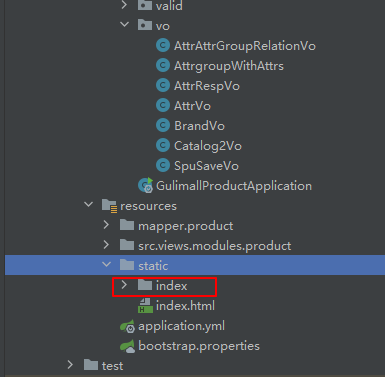 valid
vo
AttrAttrGroupRelationVo
AttrgroupWithAttrs
AttrRespVo
AttrVo
BrandVo
Catalog2Vo
SpuSaveVo
GulimallProductApplication
resources
mapper.product
src.views.modules.product
static
index
index.html
application.yml
bootstrap.properties
test